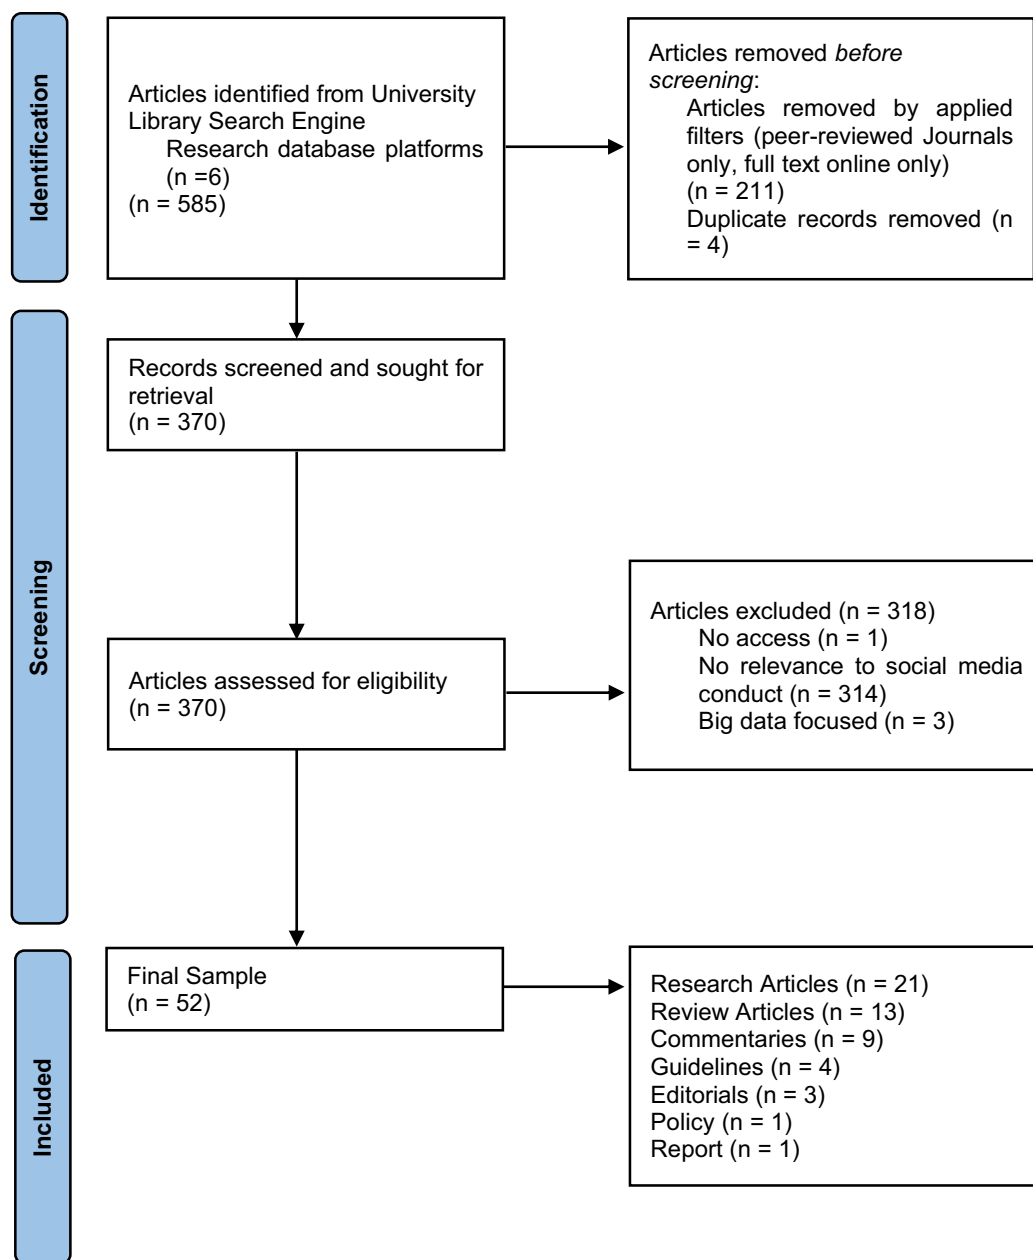 Identification
Articles identified from University
Library Search Engine
Research database platforms
(n =6)
(n = 585)
Articles removed before
screening:
Articles removed by applied
filters (peer-reviewed Journals
only, full text online only)
(n = 211)
Duplicate records removed (n
= 4)
Screening
Records screened and sought for
retrieval
(n = 370)
Articles assessed for eligibility
(n = 370)
Articles excluded (n = 318)
No access (n = 1)
No relevance to social media
conduct (n = 314)
Big data focused (n = 3)
Included
Final Sample
(n = 52)
Research Articles (n = 21)
Review Articles (n = 13)
Commentaries (n = 9)
Guidelines (n = 4)
Editorials (n = 3)
Policy (n = 1)
Report (n = 1)